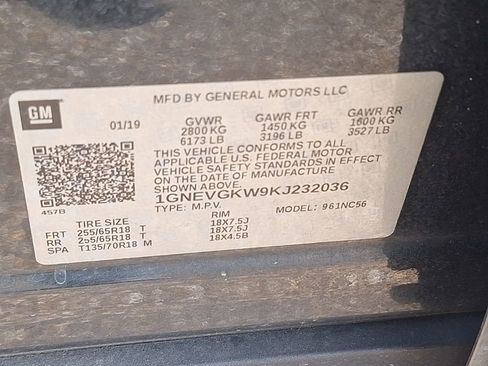 GM
MFD BY GENERAL MOTORS LLC
01/19 GVWR GAWR FRT GAWR RR
2800 KG 1450 KG 1600 KG
6173 LB 3196 LB 3527 LB
THIS VEHICLE CONFORMS TO ALL
APPLICABLE U.S. FEDERAL MOTOR
VEHICLE SAFETY STANDARDS IN EFFECT
ON THE DATE OF MANUFACTURE
SHOWN ABOVE.
1GNEVGKW9KJ232036
457B TYPE: M.P.V. MODEL: 961NC56
TIRE SIZE RIM
FRT 255/65R18 T 18X7.5J
RR 255/65R18 T 18X7.5J
SPA T135/70R18 M 18X4.5B